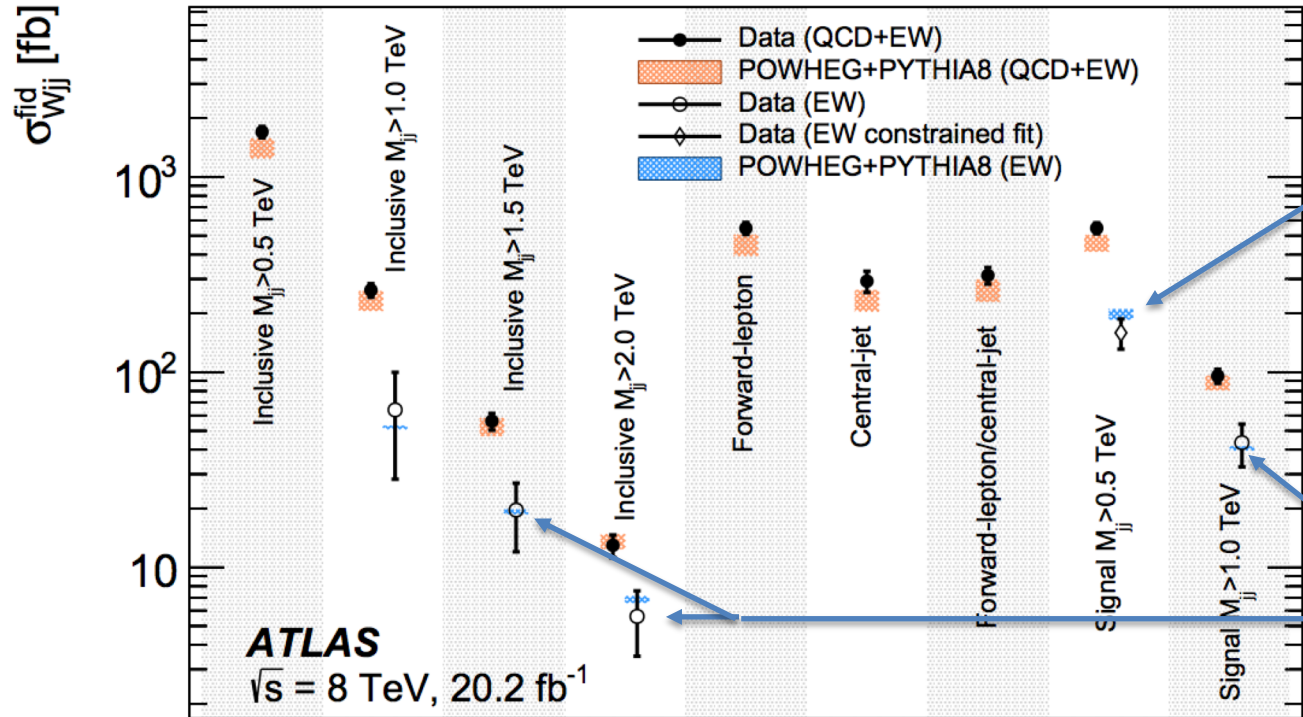 σ^fid_Wjj [fb]
Data (QCD+EW)
POWHEG+PYTHIA8 (QCD+EW)
Data (EW)
Data (EW constrained fit)
POWHEG+PYTHIA8 (EW)
10³
10²
10
Inclusive M_jj>0.5 TeV
Inclusive M_jj>1.0 TeV
Inclusive M_jj>1.5 TeV
Inclusive M_jj>2.0 TeV
Forward-lepton
Central-jet
Forward-lepton/central-jet
Signal M_jj>0.5 TeV
Signal M_jj>1.0 TeV
ATLAS
√s = 8 TeV, 20.2 fb⁻¹